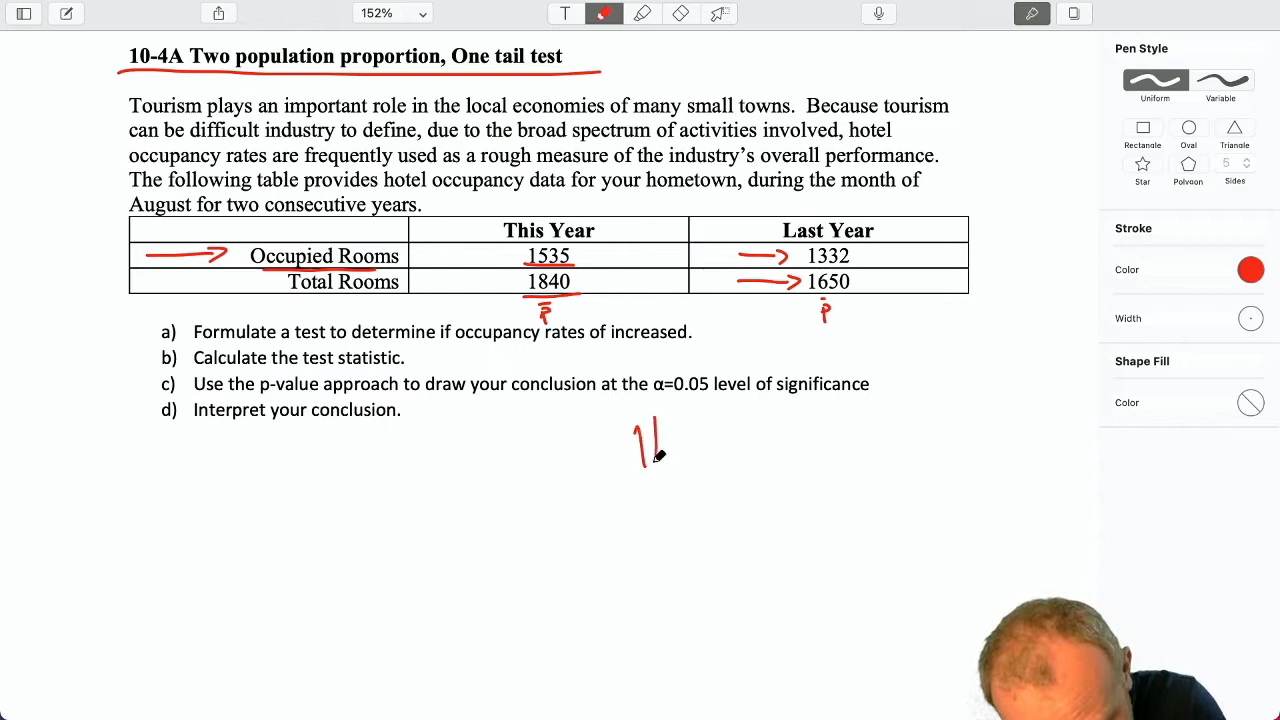 152%
T
10-4A Two population proportion, One tail test
Tourism plays an important role in the local economies of many small towns. Because tourism
can be difficult industry to define, due to the broad spectrum of activities involved, hotel
occupancy rates are frequently used as a rough measure of the industry's overall performance.
The following table provides hotel occupancy data for your hometown, during the month of
August for two consecutive years.
This Year Last Year
Occupied Rooms 1535 1332
Total Rooms 1840 1650
p̄ p̄
a) Formulate a test to determine if occupancy rates of increased.
b) Calculate the test statistic.
c) Use the p-value approach to draw your conclusion at the α=0.05 level of significance
d) Interpret your conclusion.
Pen Style
Uniform Variable
Rectangle Oval Triangle
5
Star Polygon Sides
Stroke
Color
Width
Shape Fill
Color